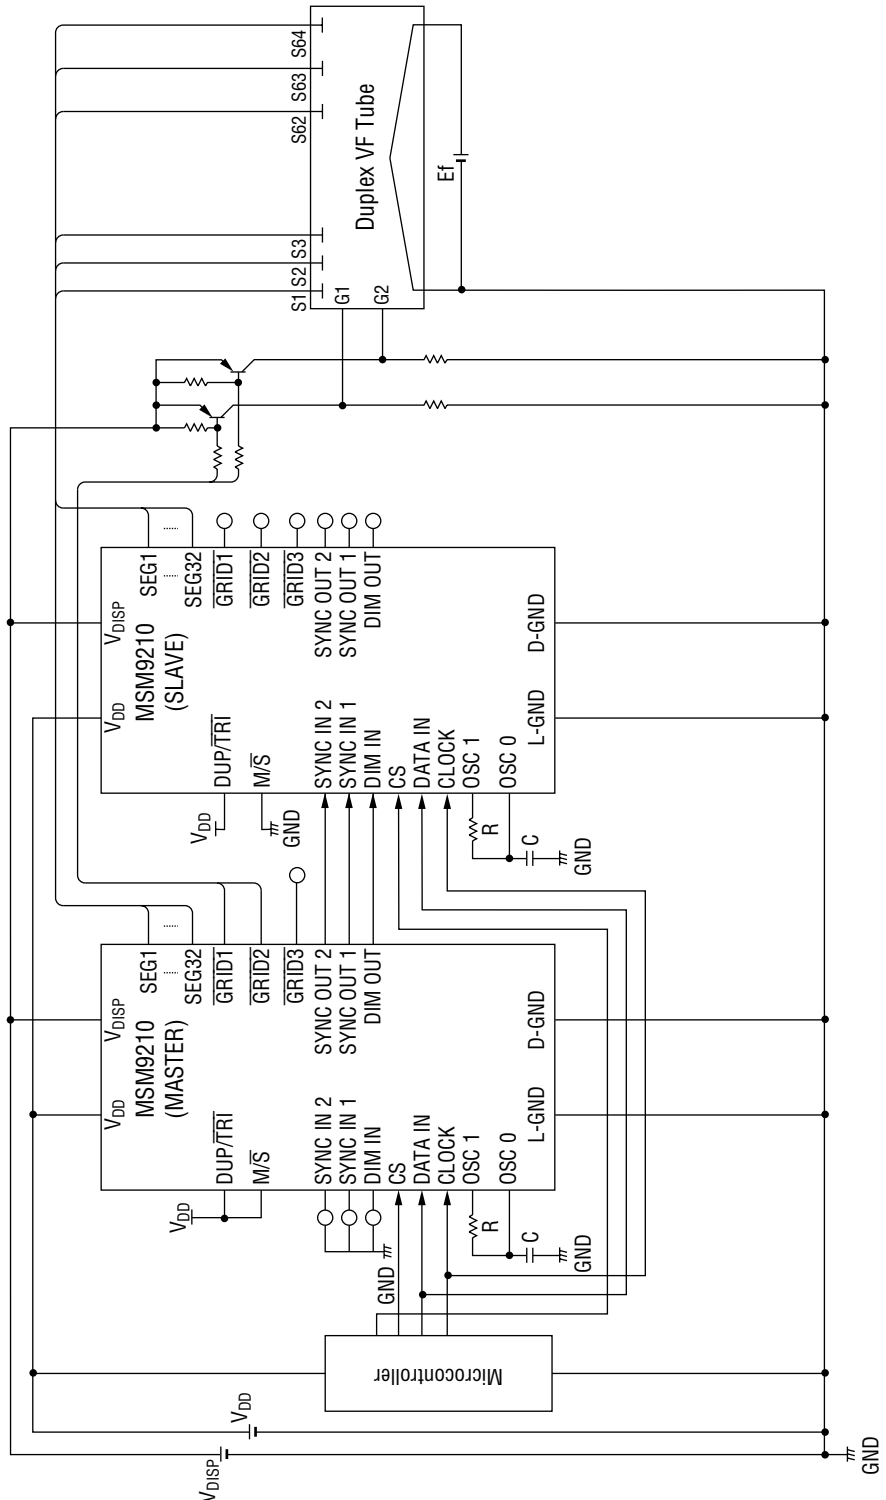 S64
S63
S62
S3
S2
S1
Duplex VF Tube
G1
G2
Ef
SEG1
......
SEG32
GRID1
GRID2
GRID3
SYNC OUT 2
SYNC OUT 1
DIM OUT
VDISP
VDD
MSM9210
(SLAVE)
DUP/TRI
M/S
SYNC IN 2
SYNC IN 1
DIM IN
CS
DATA IN
CLOCK
OSC 1
OSC 0
D-GND
L-GND
VDD
GND
R
C
GND
SEG1
......
SEG32
GRID1
GRID2
GRID3
SYNC OUT 2
SYNC OUT 1
DIM OUT
VDISP
VDD
MSM9210
(MASTER)
DUP/TRI
M/S
SYNC IN 2
SYNC IN 1
DIM IN
CS
DATA IN
CLOCK
OSC 1
OSC 0
D-GND
L-GND
VDD
GND
R
C
GND
Microcontroller
VDD
VDISP
GND